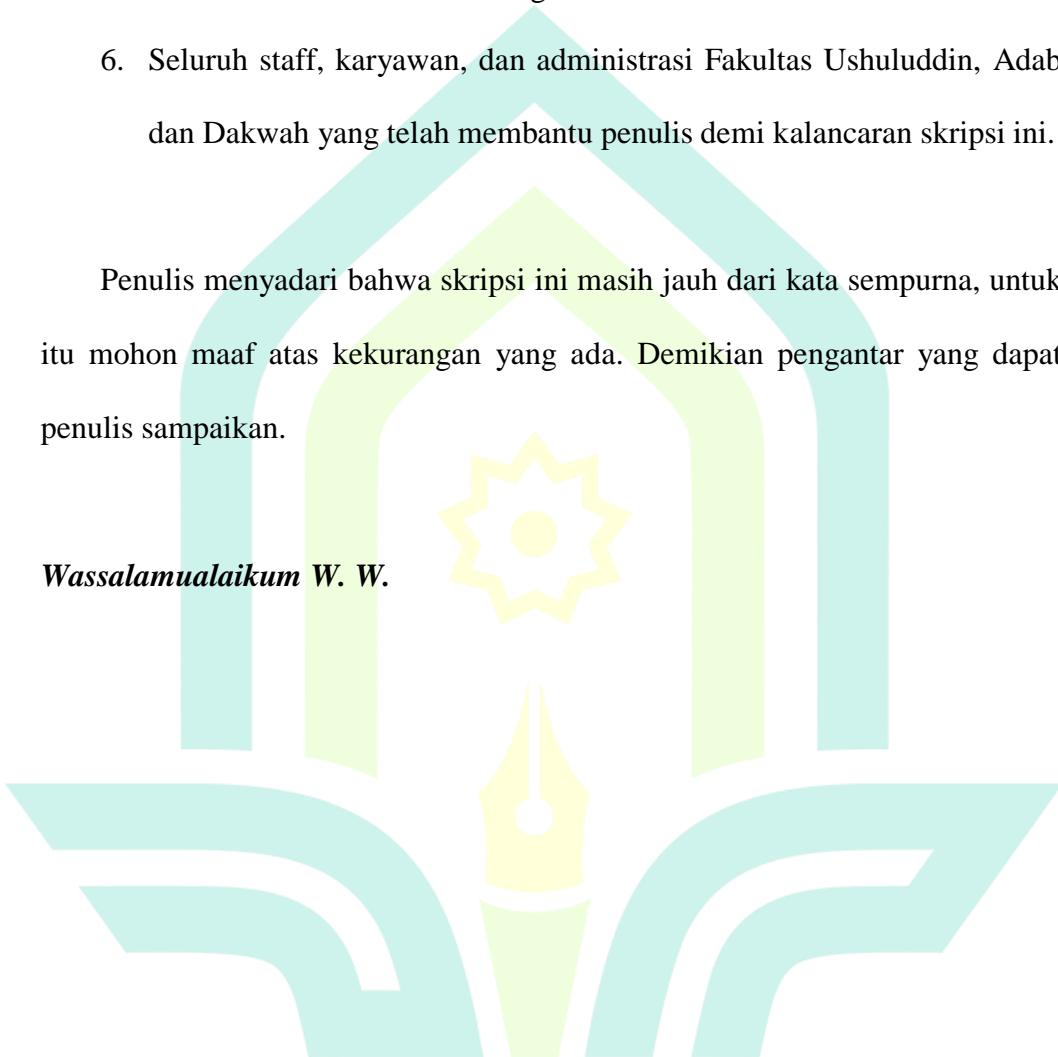 6. Seluruh staff, karyawan, dan administrasi Fakultas Ushuluddin, Adab
dan Dakwah yang telah membantu penulis demi kalancaran skripsi ini.
Penulis menyadari bahwa skripsi ini masih jauh dari kata sempurna, untuk
itu mohon maaf atas kekurangan yang ada. Demikian pengantar yang dapat
penulis sampaikan.
Wassalamualaikum W. W.